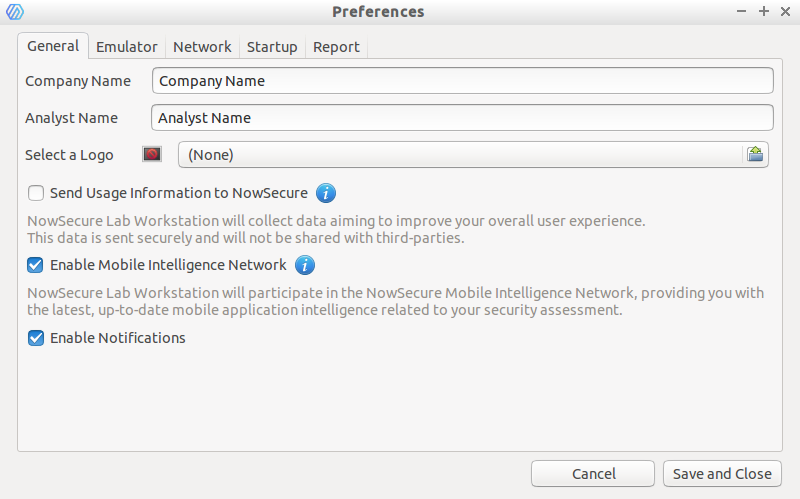 Preferences
General Emulator Network Startup Report
Company Name Company Name
Analyst Name Analyst Name
Select a Logo (None)
Send Usage Information to NowSecure
NowSecure Lab Workstation will collect data aiming to improve your overall user experience.
This data is sent securely and will not be shared with third-parties.
Enable Mobile Intelligence Network
NowSecure Lab Workstation will participate in the NowSecure Mobile Intelligence Network, providing you with
the latest, up-to-date mobile application intelligence related to your security assessment.
Enable Notifications
Cancel Save and Close